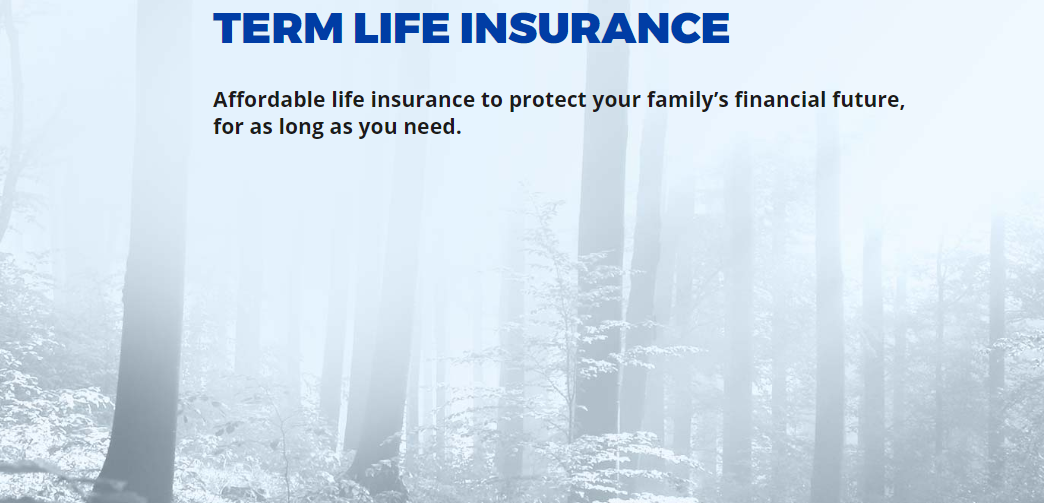 TERM LIFE INSURANCE
Affordable life insurance to protect your family’s financial future,
for as long as you need.